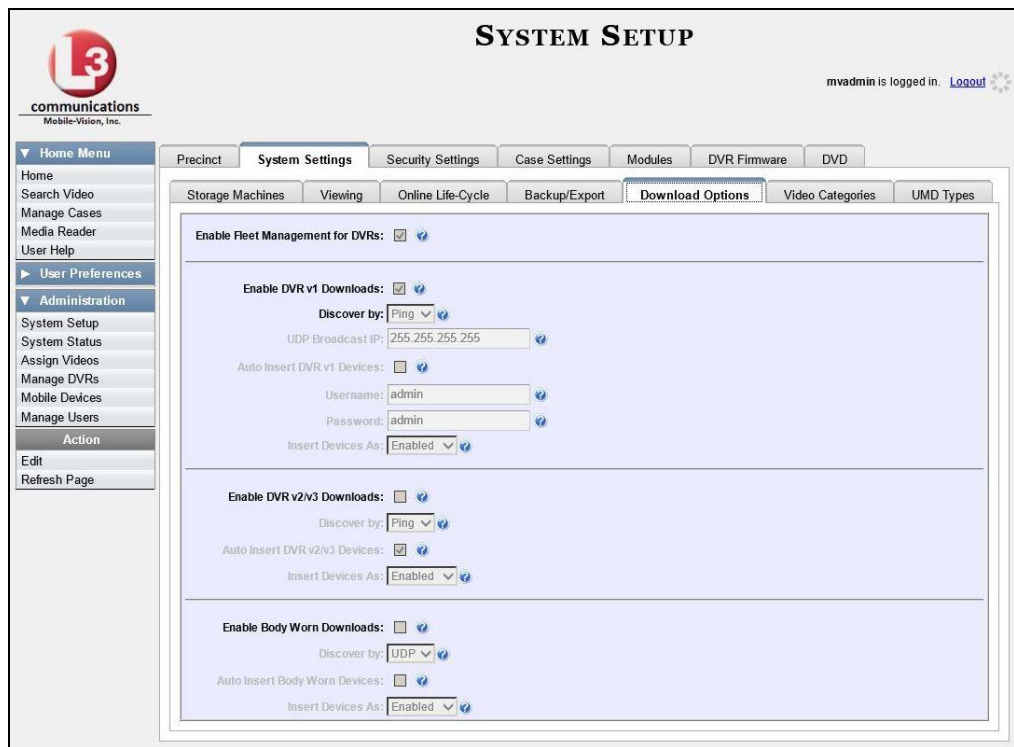 SYSTEM SETUP
L3
communications
Mobile-Vision, Inc.
mvadmin is logged in. Logout
▼ Home Menu
Home
Search Video
Manage Cases
Media Reader
User Help
► User Preferences
▼ Administration
System Setup
System Status
Assign Videos
Manage DVRs
Mobile Devices
Manage Users
Action
Edit
Refresh Page
Precinct System Settings Security Settings Case Settings Modules DVR Firmware DVD
Storage Machines Viewing Online Life-Cycle Backup/Export Download Options Video Categories UMD Types
Enable Fleet Management for DVRs: ?
Enable DVR v1 Downloads: ?
Discover by: Ping ?
UDP Broadcast IP: 255.255.255.255 ?
Auto Insert DVR v1 Devices: ?
Username: admin ?
Password: admin ?
Insert Devices As: Enabled ?
Enable DVR v2/v3 Downloads: ?
Discover by: Ping ?
Auto Insert DVR v2/v3 Devices: ?
Insert Devices As: Enabled ?
Enable Body Worn Downloads: ?
Discover by: UDP ?
Auto Insert Body Worn Devices: ?
Insert Devices As: Enabled ?